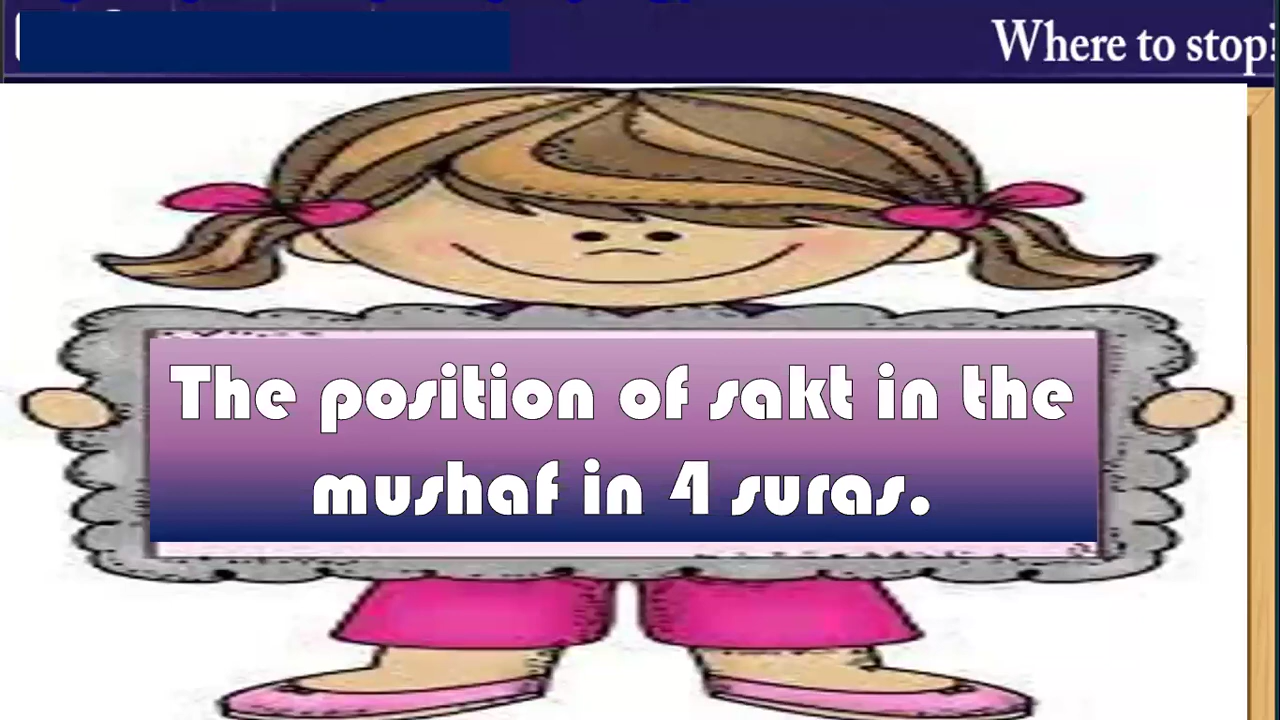 Where to stop?
The position of sakt in the
mushaf in 4 suras.